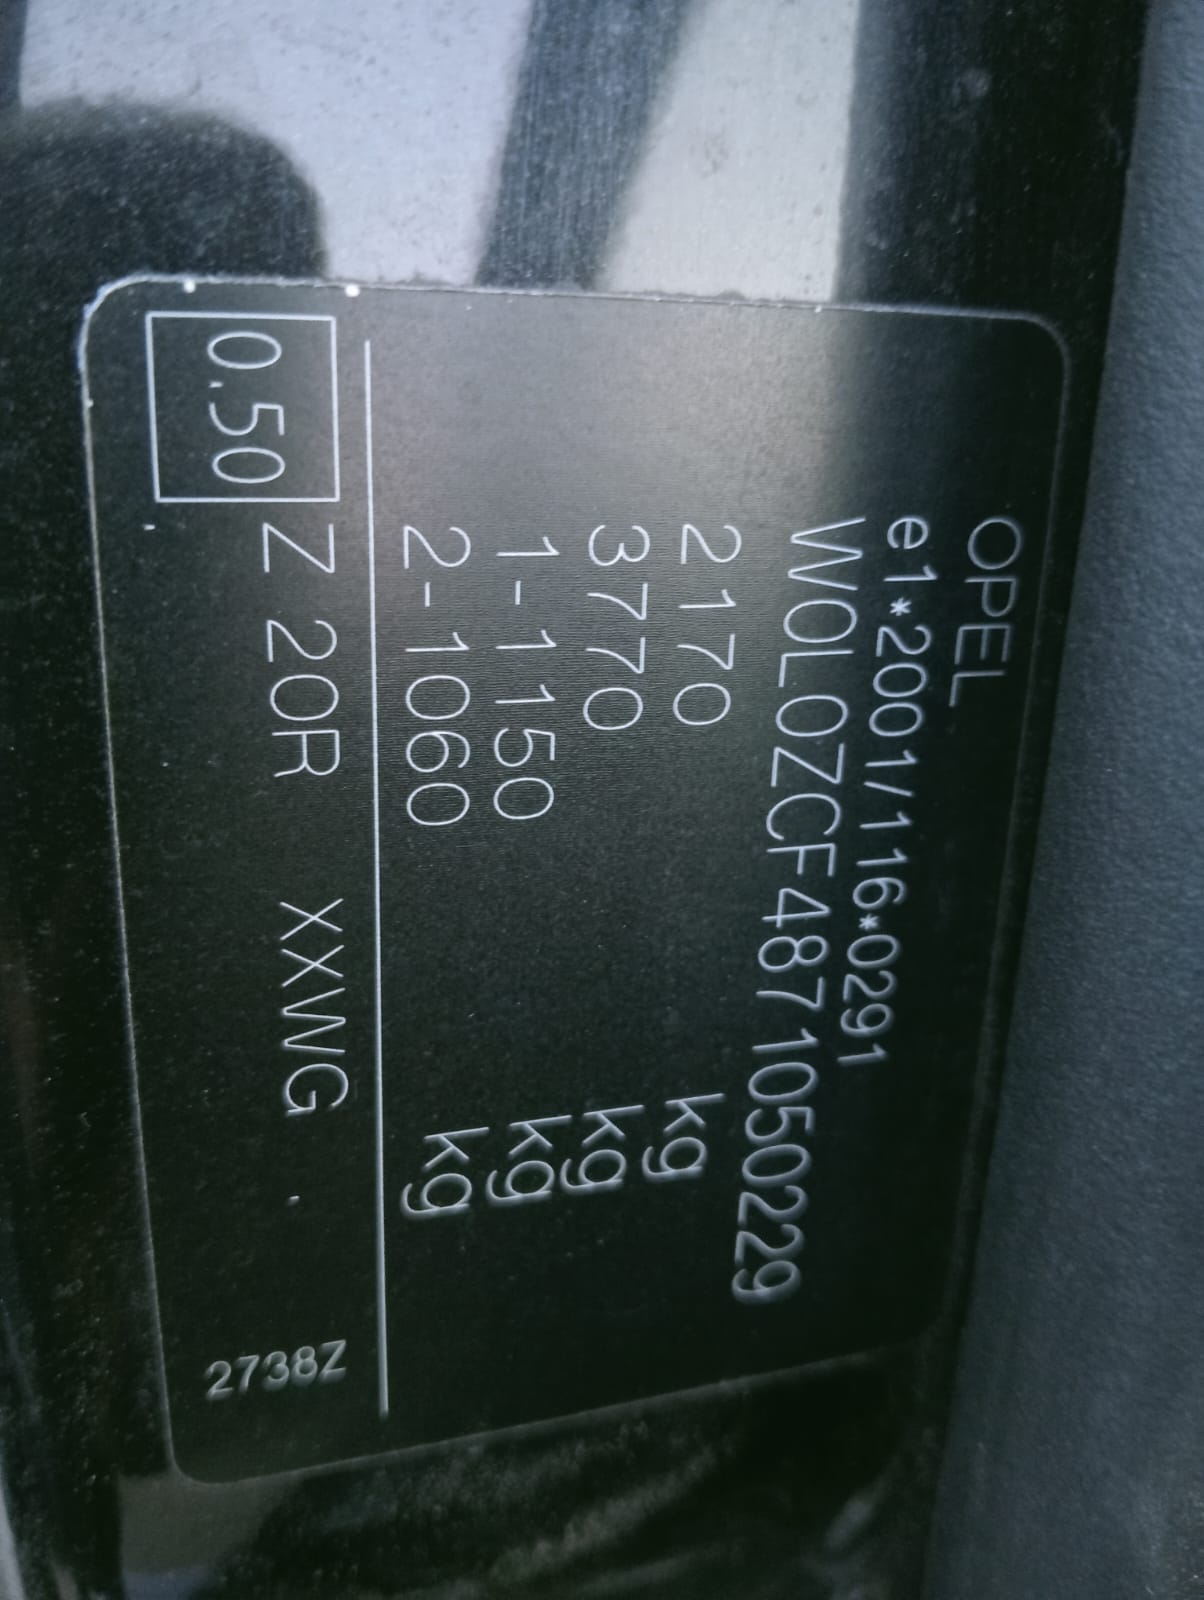 OPEL
e1*2001/116*0291
W0L0ZCF4871050229
2170 kg
3770 kg
1-1150 kg
2-1060 kg
0.50 Z 20R XXWG . 2738Z